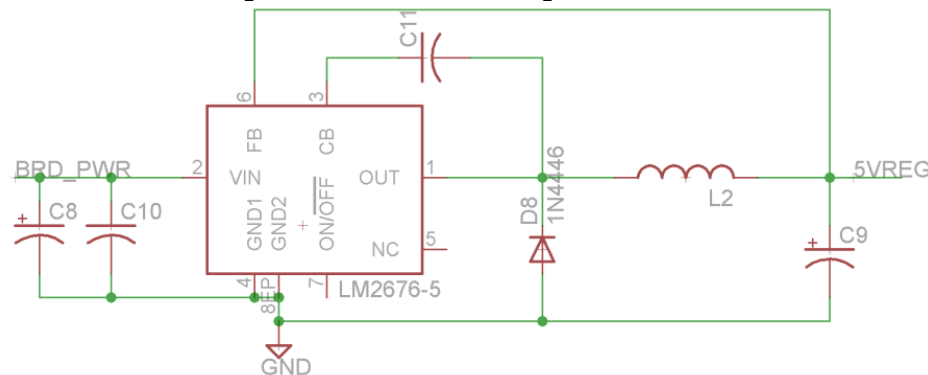 C11
6
3
FB
CB
BRD_PWR
2
VIN
OUT
1
1N4446
D8
5VREG
L2
C8
C10
GND1
GND2
ON/OFF
NC
5
C9
4
8EP
7
LM2676-5
GND